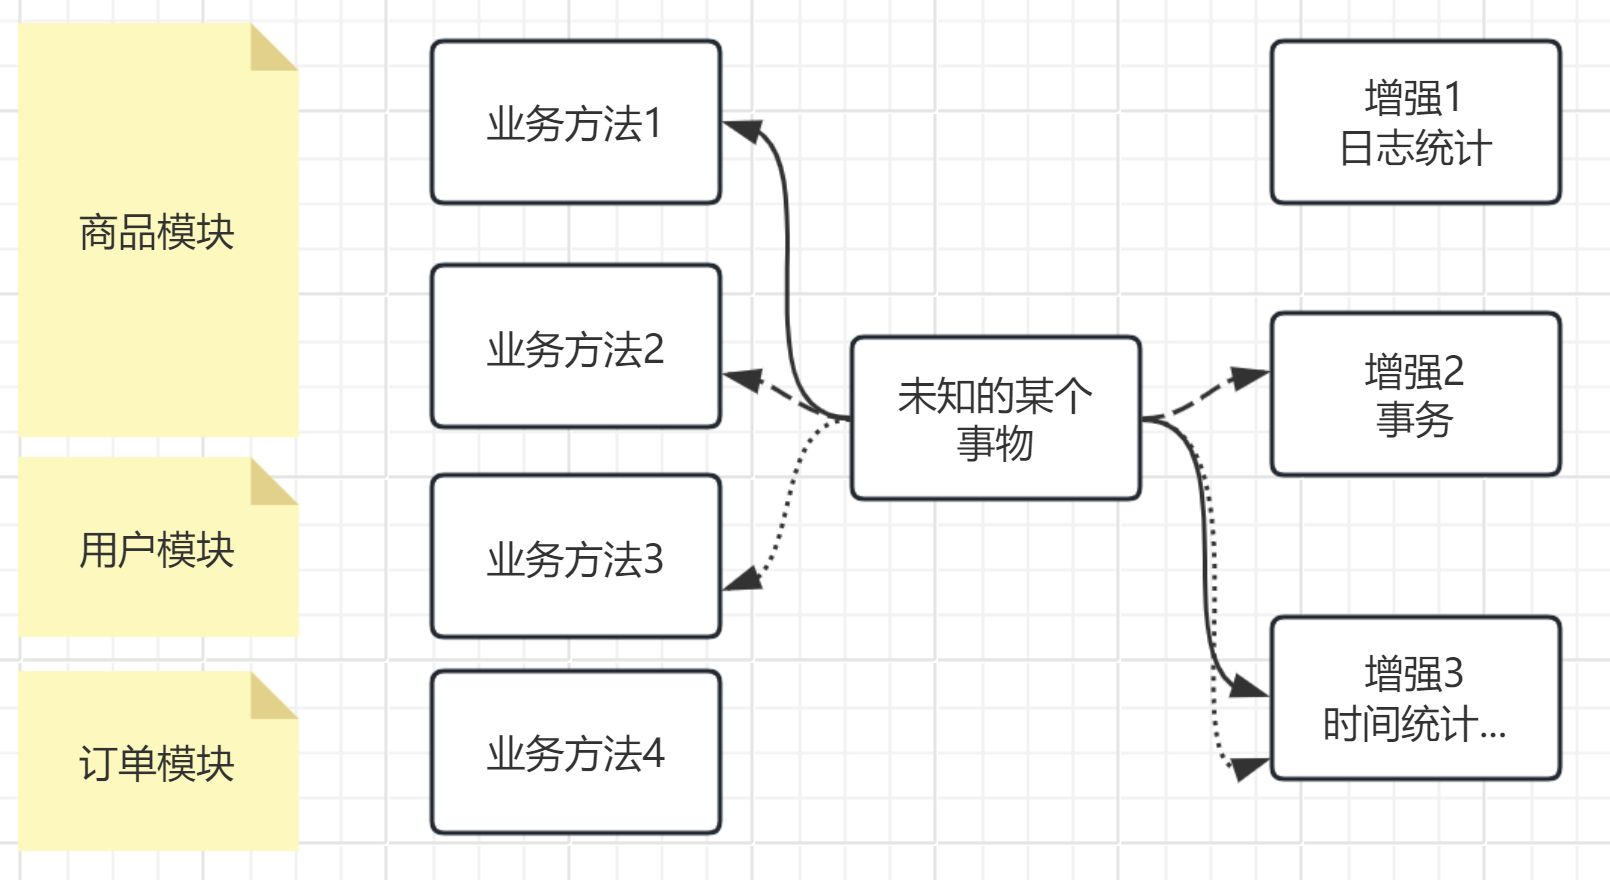 商品模块
用户模块
订单模块
业务方法1
业务方法2
业务方法3
业务方法4
未知的某个
事物
增强1
日志统计
增强2
事务
增强3
时间统计...